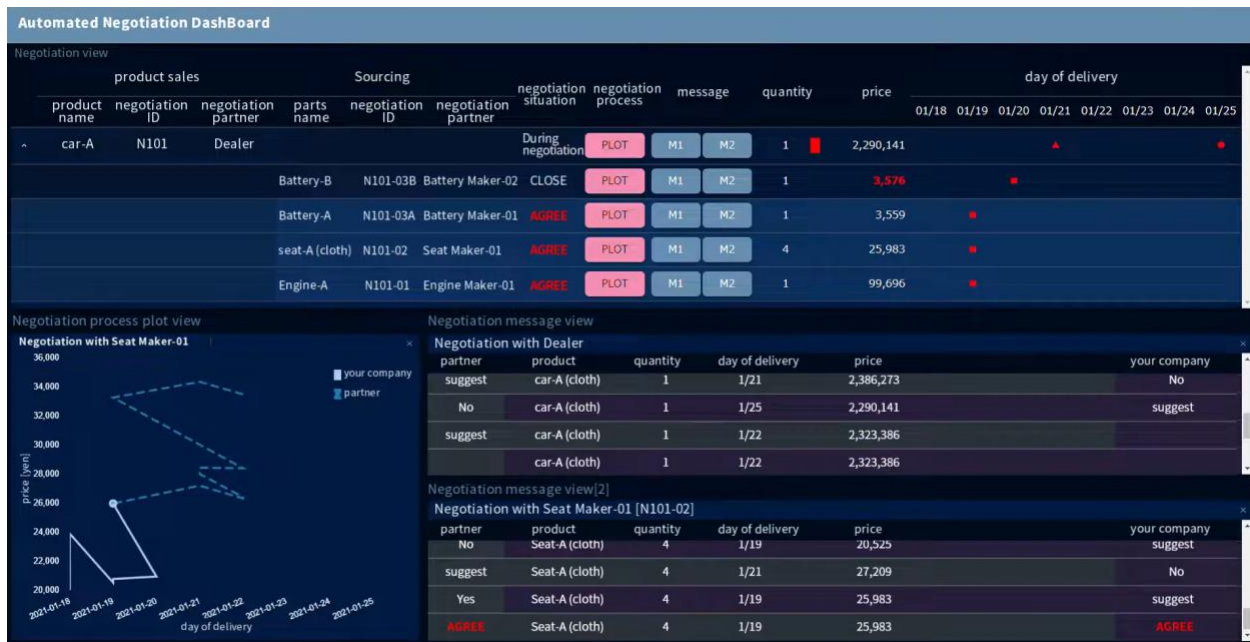 Automated Negotiation DashBoard
Negotiation view
product sales Sourcing negotiation situation negotiation process message quantity price day of delivery
product name negotiation ID negotiation partner parts name negotiation ID negotiation partner 01/18 01/19 01/20 01/21 01/22 01/23 01/24 01/25
car-A N101 Dealer During negotiation PLOT M1 M2 1 2,290,141
Battery-B N101-03B Battery Maker-02 CLOSE PLOT M1 M2 1 3,576
Battery-A N101-03A Battery Maker-01 AGREE PLOT M1 M2 1 3,559
seat-A (cloth) N101-02 Seat Maker-01 AGREE PLOT M1 M2 4 25,983
Engine-A N101-01 Engine Maker-01 AGREE PLOT M1 M2 1 99,696
Negotiation process plot view
Negotiation with Seat Maker-01
36,000
34,000
32,000
30,000
28,000
26,000
24,000
22,000
20,000
price [yen]
your company
partner
2021-01-18 2021-01-19 2021-01-20 2021-01-21 2021-01-22 2021-01-23 2021-01-24 2021-01-25
day of delivery
Negotiation message view
Negotiation with Dealer
partner product quantity day of delivery price your company
suggest car-A (cloth) 1 1/21 2,386,273 No
No car-A (cloth) 1 1/25 2,290,141 suggest
suggest car-A (cloth) 1 1/22 2,323,386
car-A (cloth) 1 1/22 2,323,386
Negotiation message view[2]
Negotiation with Seat Maker-01 [N101-02]
partner product quantity day of delivery price your company
No Seat-A (cloth) 4 1/19 20,525 suggest
suggest Seat-A (cloth) 4 1/21 27,209 No
Yes Seat-A (cloth) 4 1/19 25,983 suggest
AGREE Seat-A (cloth) 4 1/19 25,983 AGREE